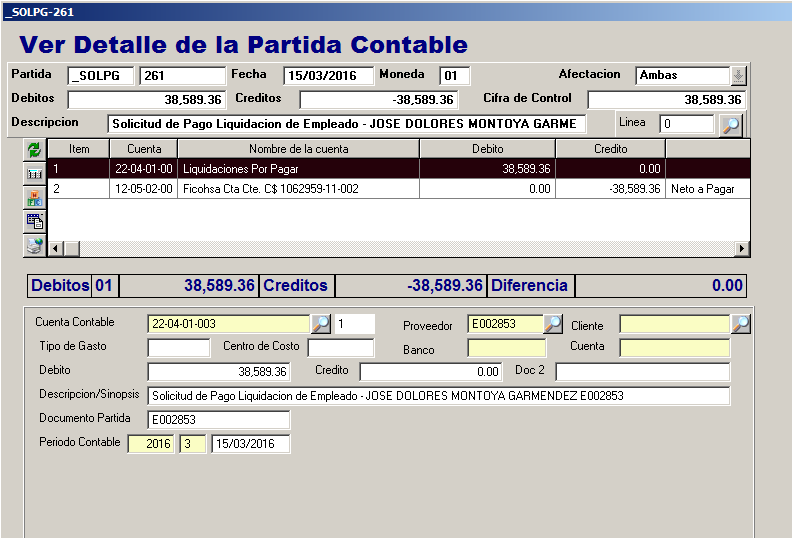 _SOLPG-261
Ver Detalle de la Partida Contable
Partida _SOLPG 261 Fecha 15/03/2016 Moneda 01 Afectacion Ambas
Debitos 38,589.36 Creditos -38,589.36 Cifra de Control 38,589.36
Descripcion Solicitud de Pago Liquidacion de Empleado - JOSE DOLORES MONTOYA GARME Linea 0
Item Cuenta Nombre de la cuenta Debito Credito
1 22-04-01-00 Liquidaciones Por Pagar 38,589.36 0.00
2 12-05-02-00 Ficohsa Cta Cte. C$ 1062959-11-002 0.00 -38,589.36 Neto a Pagar
Debitos 01 38,589.36 Creditos -38,589.36 Diferencia 0.00
Cuenta Contable 22-04-01-003 1 Proveedor E002853 Cliente
Tipo de Gasto Centro de Costo Banco Cuenta
Debito 38,589.36 Credito 0.00 Doc 2
Descripcion/Sinopsis Solicitud de Pago Liquidacion de Empleado - JOSE DOLORES MONTOYA GARMENDEZ E002853
Documento Partida E002853
Periodo Contable 2016 3 15/03/2016